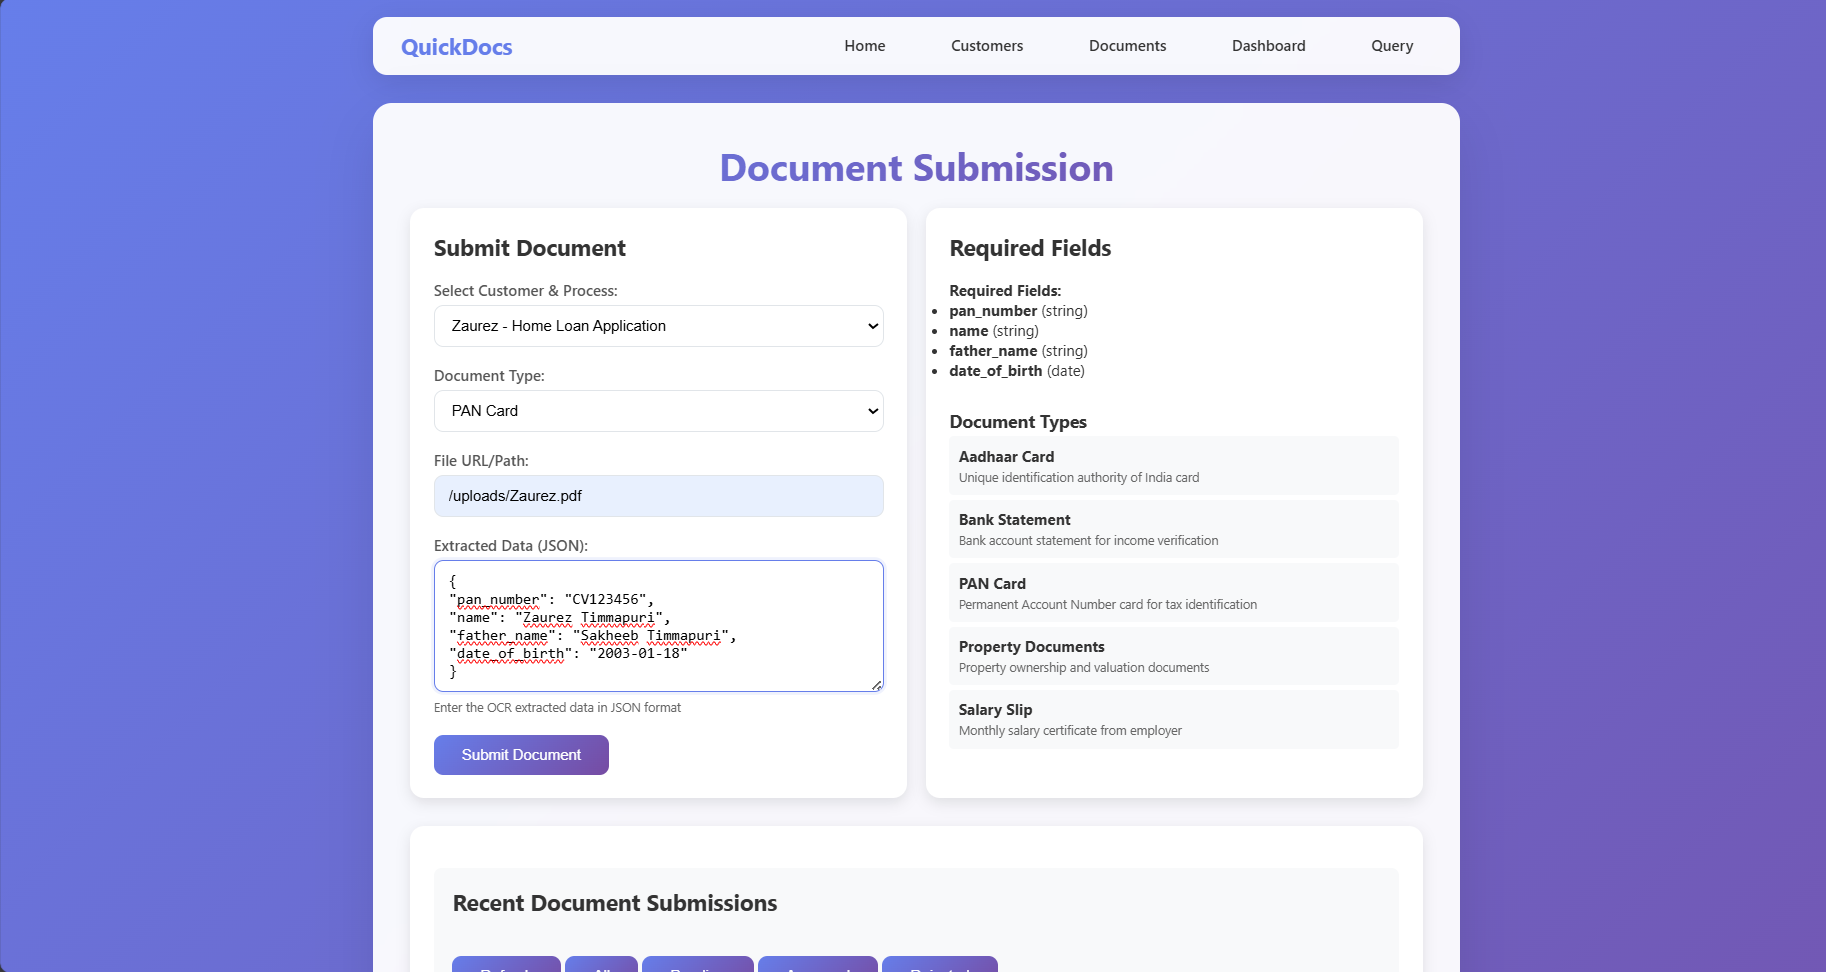 QuickDocs
Home
Customers
Documents
Dashboard
Query
Document Submission
Submit Document
Select Customer & Process:
Zaurez - Home Loan Application
Document Type:
PAN Card
File URL/Path:
/uploads/Zaurez.pdf
Extracted Data (JSON):
{
"pan_number": "CV123456",
"name": "Zaurez Timmapuri",
"father_name": "Sakheeb Timmapuri",
"date_of_birth": "2003-01-18"
}
Enter the OCR extracted data in JSON format
Submit Document
Required Fields
Required Fields:
pan_number (string)
name (string)
father_name (string)
date_of_birth (date)
Document Types
Aadhaar Card
Unique identification authority of India card
Bank Statement
Bank account statement for income verification
PAN Card
Permanent Account Number card for tax identification
Property Documents
Property ownership and valuation documents
Salary Slip
Monthly salary certificate from employer
Recent Document Submissions